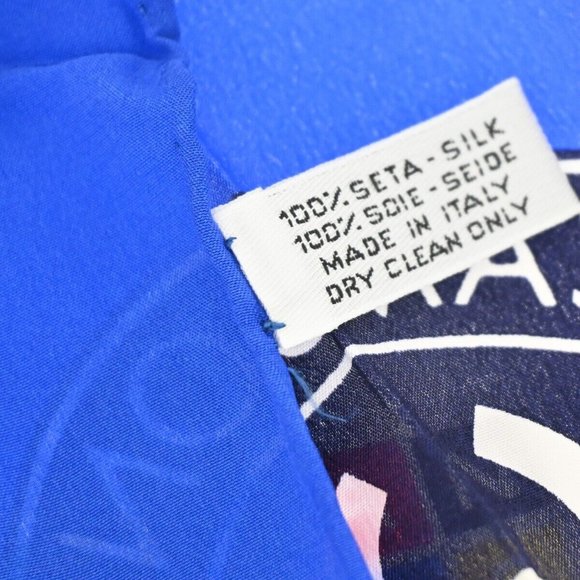 100% SETA - SILK
100% SOIE - SEIDE
MADE IN ITALY
DRY CLEAN ONLY